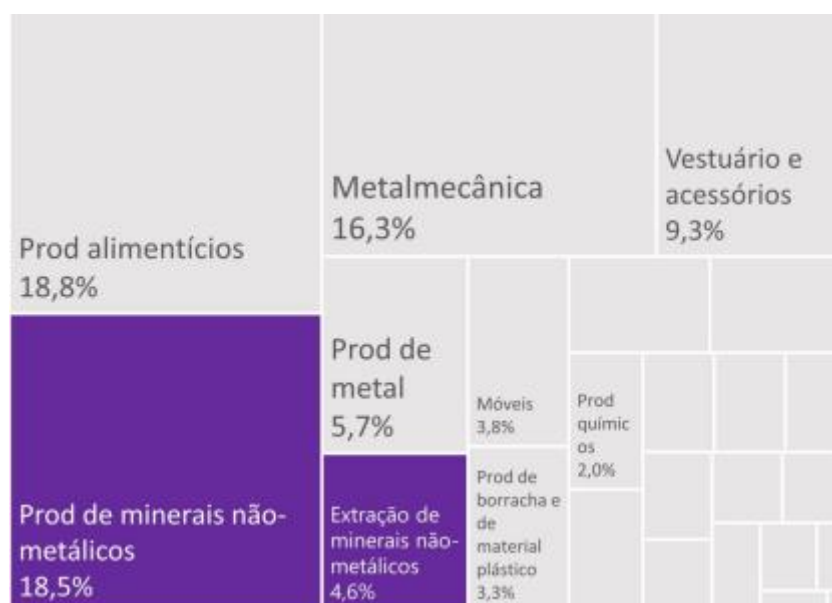 Prod alimentícios
18,8%
Metalmecânica
16,3%
Vestuário e
acessórios
9,3%
Prod de minerais não-
metálicos
18,5%
Prod de
metal
5,7%
Extração de
minerais não-
metálicos
4,6%
Móveis
3,8%
Prod de
borracha e
de
material
plástico
3,3%
Prod
químic
os
2,0%